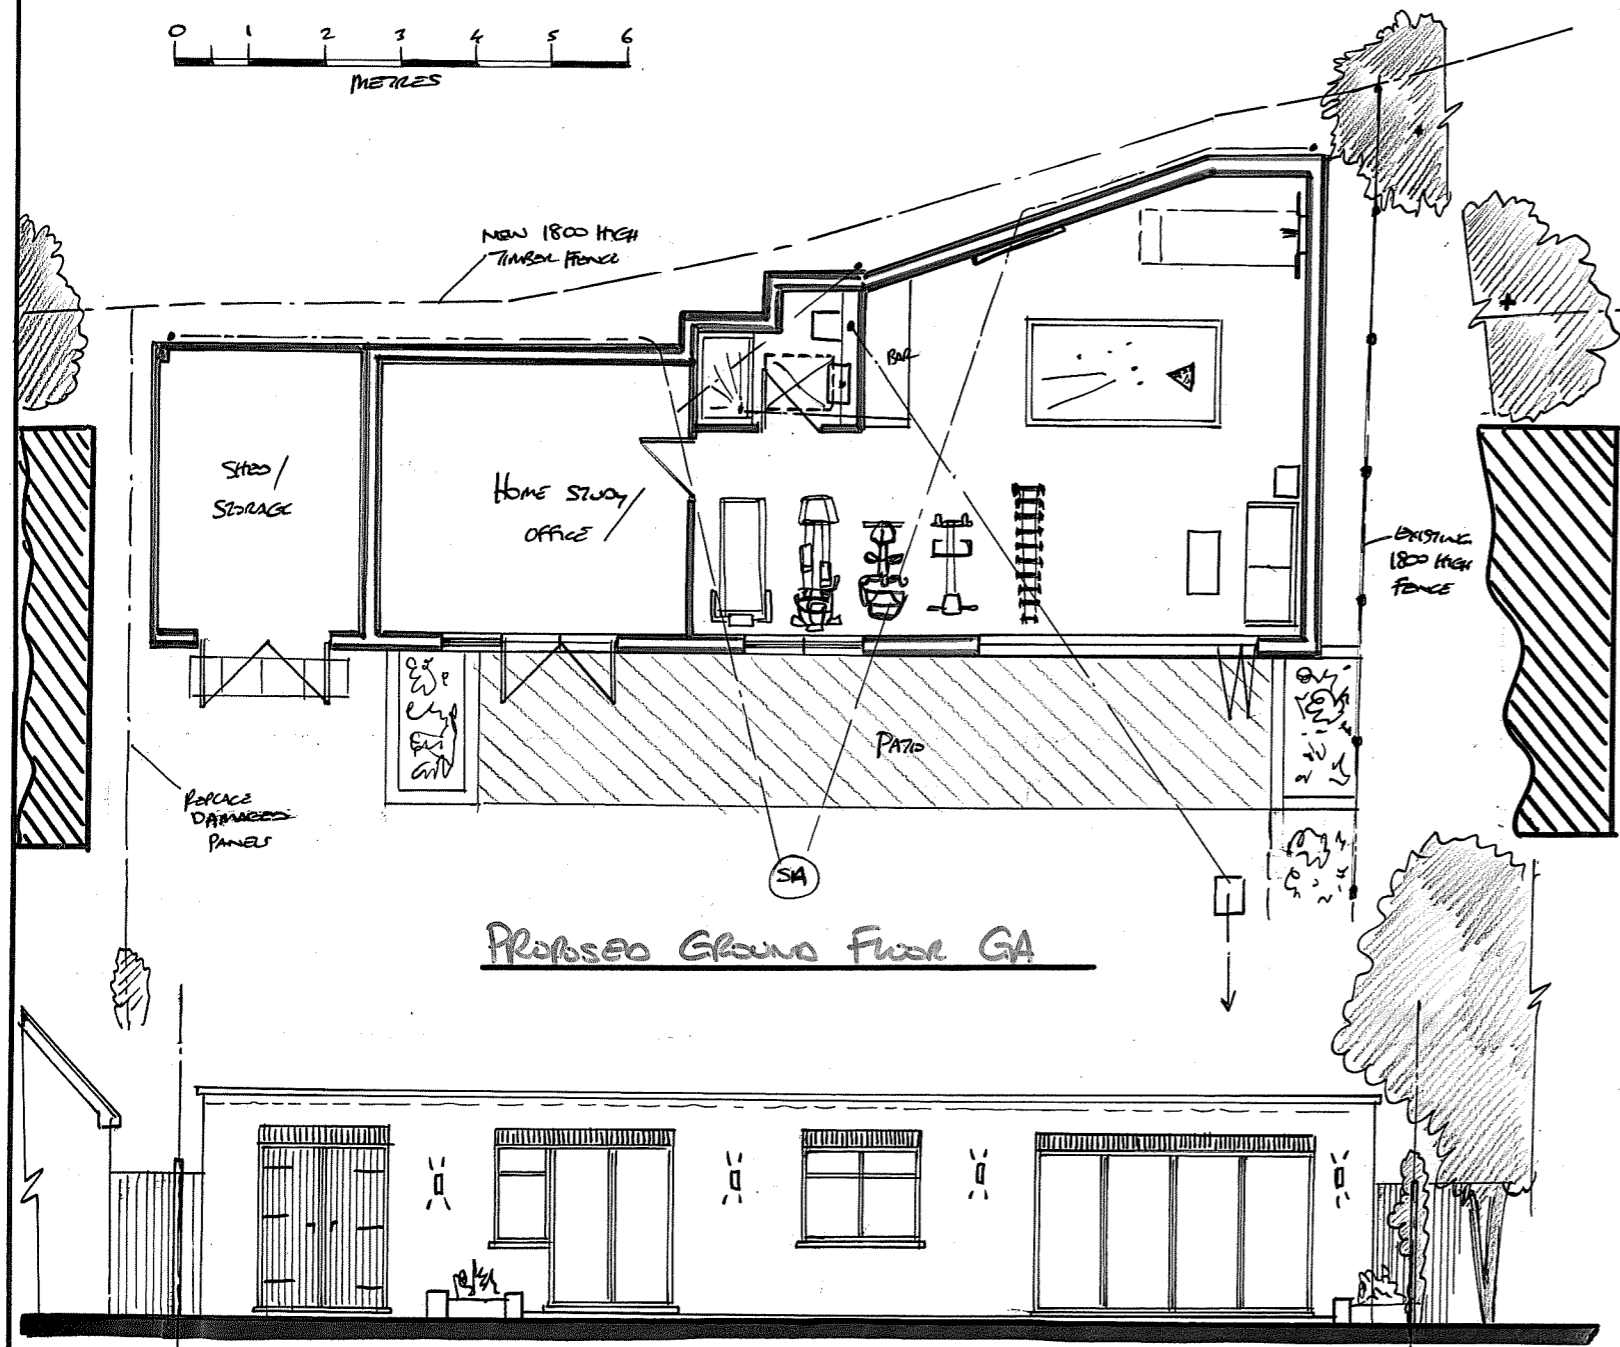 0 1 2 3 4 5 6
METRES
NEW 1800 HIGH
TIMBER FENCE
BAR
SHED/
STORAGE
HOME STUDY/
OFFICE
EXISTING
1800 HIGH
FENCE
PATIO
REPLACE
DAMAGED
PANELS
SA
PROPOSED GROUND FLOOR GA